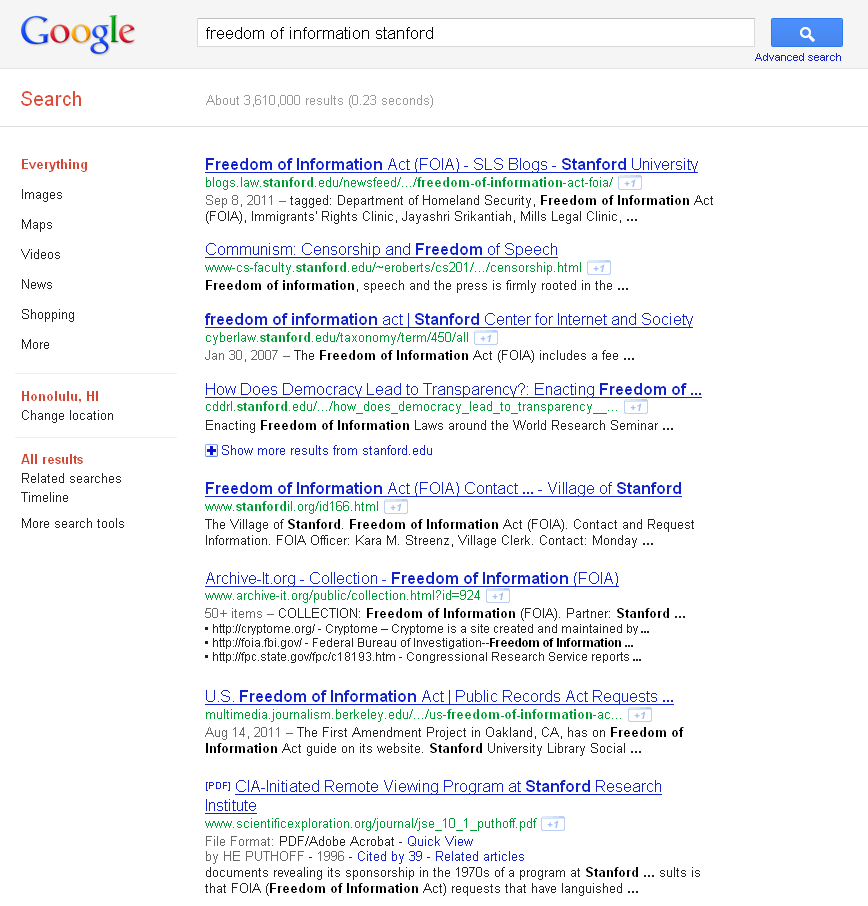 Google
freedom of information stanford
Advanced search
Search
About 3,610,000 results (0.23 seconds)
Everything
Images
Maps
Videos
News
Shopping
More
Honolulu, HI
Change location
All results
Related searches
Timeline
More search tools
Freedom of Information Act (FOIA) - SLS Blogs - Stanford University
blogs.law.stanford.edu/newsfeed/.../freedom-of-information-act-foia/ +1
Sep 8, 2011 – tagged: Department of Homeland Security, Freedom of Information Act
(FOIA), Immigrants' Rights Clinic, Jayashri Srikantiah, Mills Legal Clinic, ...
Communism: Censorship and Freedom of Speech
www-cs-faculty.stanford.edu/~eroberts/cs201/.../censorship.html +1
Freedom of information, speech and the press is firmly rooted in the ...
freedom of information act | Stanford Center for Internet and Society
cyberlaw.stanford.edu/taxonomy/term/450/all +1
Jan 30, 2007 – The Freedom of Information Act (FOIA) includes a fee ...
How Does Democracy Lead to Transparency?: Enacting Freedom of ...
cddrl.stanford.edu/.../how_does_democracy_lead_to_transparency__... +1
Enacting Freedom of Information Laws around the World Research Seminar ...
Show more results from stanford.edu
Freedom of Information Act (FOIA) Contact ... - Village of Stanford
www.stanfordil.org/id166.html +1
The Village of Stanford. Freedom of Information Act (FOIA). Contact and Request
Information. FOIA Officer: Kara M. Streenz, Village Clerk. Contact: Monday ...
Archive-It.org - Collection - Freedom of Information (FOIA)
www.archive-it.org/public/collection.html?id=924 +1
50+ items – COLLECTION: Freedom of Information (FOIA). Partner: Stanford ...
• http://cryptome.org/ - Cryptome – Cryptome is a site created and maintained by ...
• http://foia.fbi.gov/ - Federal Bureau of Investigation--Freedom of Information ...
• http://fpc.state.gov/fpc/c18193.htm - Congressional Research Service reports ...
U.S. Freedom of Information Act | Public Records Act Requests ...
multimedia.journalism.berkeley.edu/.../us-freedom-of-information-ac... +1
Aug 14, 2011 – The First Amendment Project in Oakland, CA, has on Freedom of
Information Act guide on its website. Stanford University Library Social ...
[PDF] CIA-Initiated Remote Viewing Program at Stanford Research
Institute
www.scientificexploration.org/journal/jse_10_1_puthoff.pdf +1
File Format: PDF/Adobe Acrobat - Quick View
by HE PUTHOFF - 1996 - Cited by 39 - Related articles
documents revealing its sponsorship in the 1970s of a program at Stanford ... sults is
that FOIA (Freedom of Information Act) requests that have languished ...